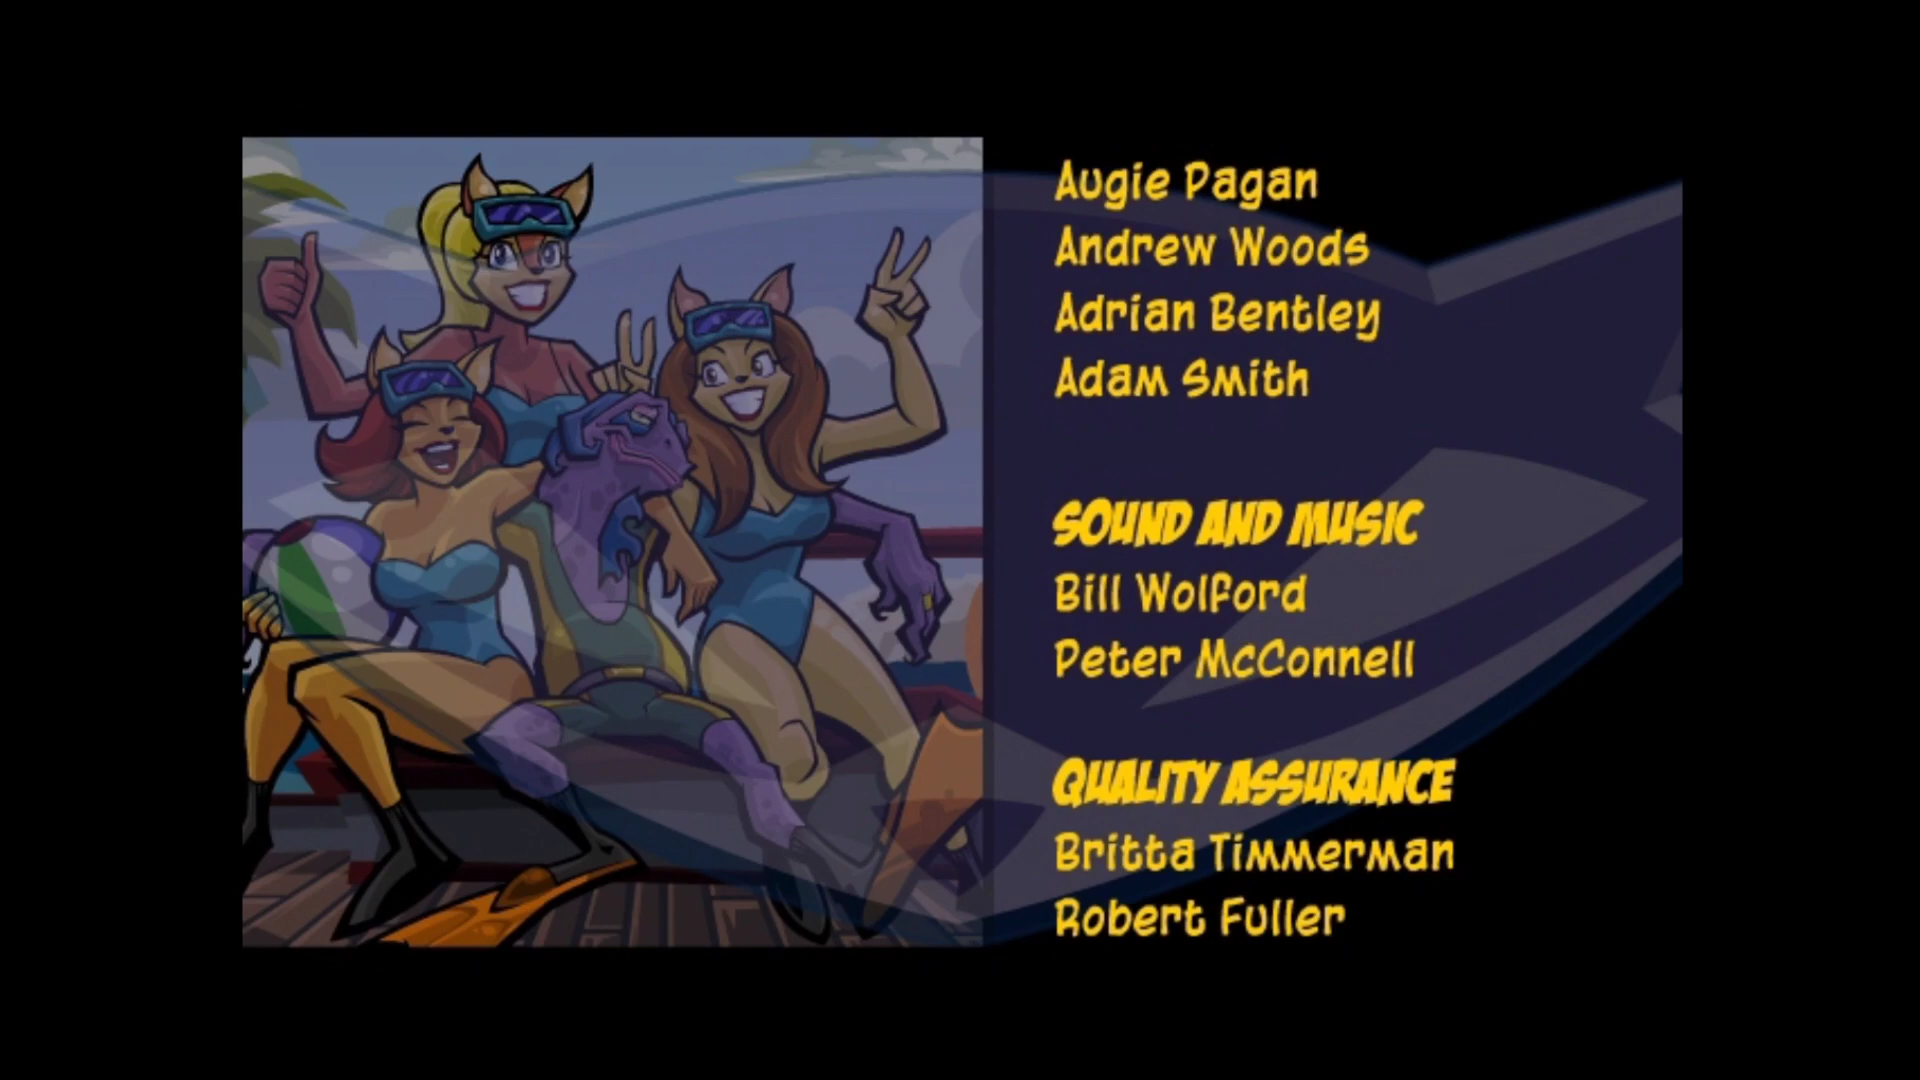 Augie Pagan
Andrew Woods
Adrian Bentley
Adam Smith
SOUND AND MUSIC
Bill Wolford
Peter McConnell
QUALITY ASSURANCE
Britta Timmerman
Robert Fuller